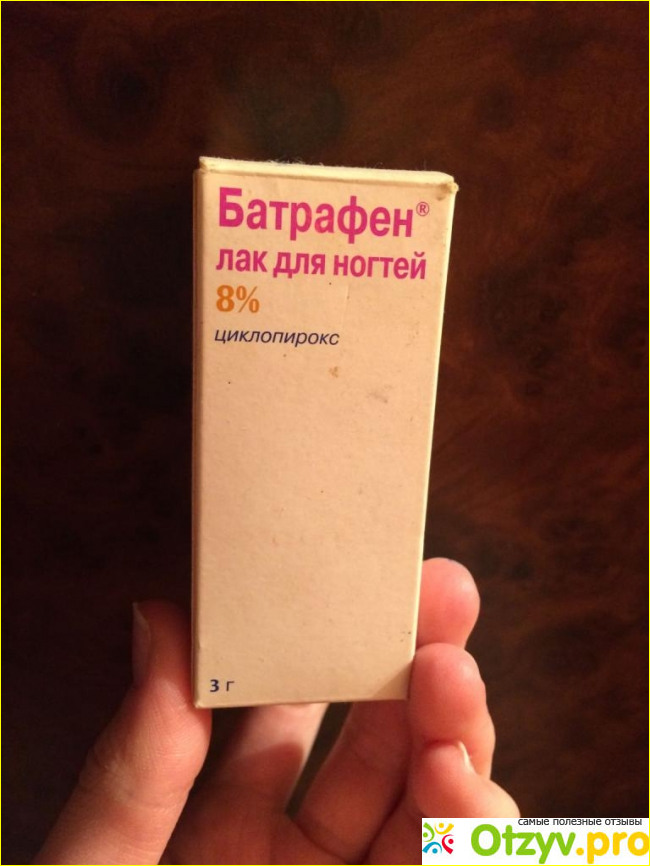 Батрафен®
лак для ногтей
8%
циклопирокс
3 г
самые полезные отзывы
Otzyv.pro